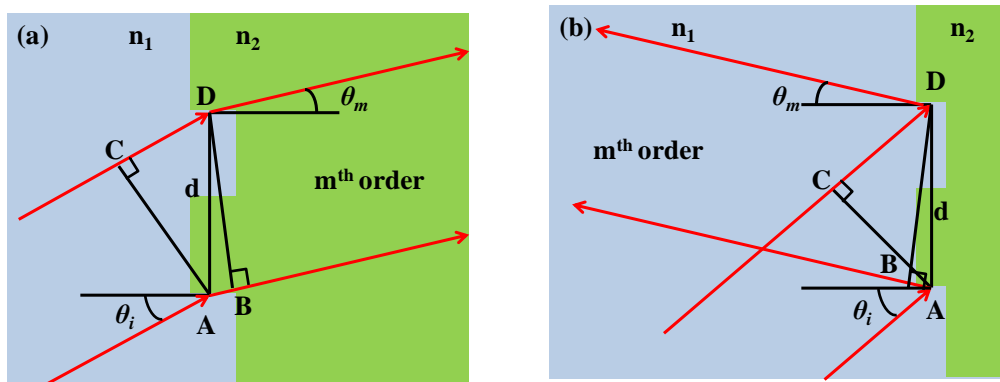 (a) n₁ n₂
D
θₘ
C
mᵗʰ order
d
B
θᵢ
A
(b) n₁ n₂
D
θₘ
mᵗʰ order
C
d
B
θᵢ
A